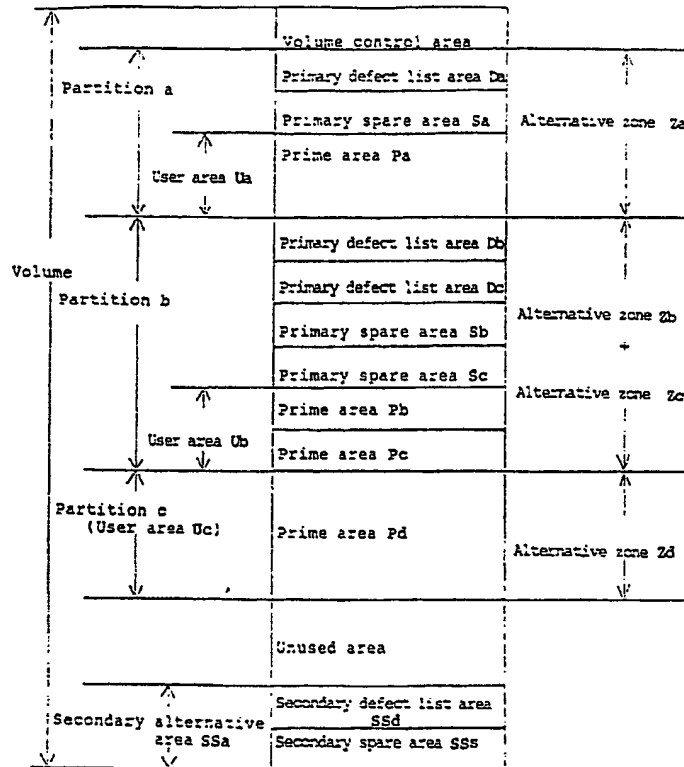 Volume control area
Primary defect list area Da
Partition a
Primary spare area Sa
Alternative zone Za
Prime area Pa
User area Ua
Primary defect list area Db
Volume
Primary defect list area Dc
Partition b
Alternative zone Zb
Primary spare area Sb
+
Primary spare area Sc
Alternative zone Zc
Prime area Pb
User area Ub
Prime area Pc
Partition c
(User area Uc)
Prime area Pd
Alternative zone Zd
Unused area
Secondary defect list area
SSd
Secondary alternative
area SSa
Secondary spare area SSs